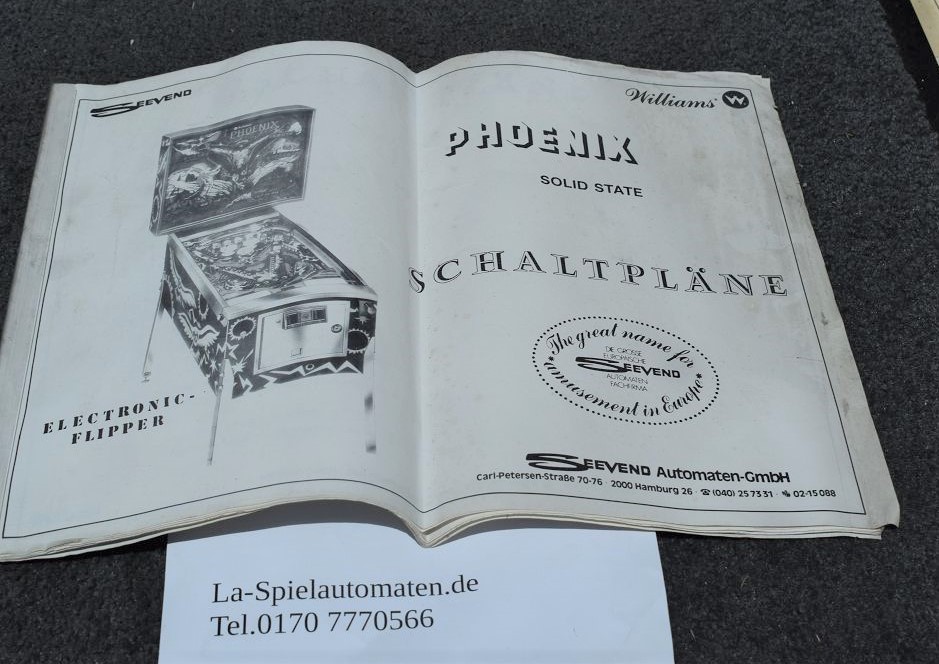 SEEVEND
PHOENIX
ELECTRONIC-
FLIPPER
Williams W
PHOENIX
SOLID STATE
SCHALTPLÄNE
The great name for
DIE GROSSE
EUROPÄISCHE
SEEVEND
AUTOMATEN
FACHFIRMA
amusement in Europe
SEEVEND Automaten-GmbH
Carl-Petersen-Straße 70-76 · 2000 Hamburg 26 · ☎ (040) 25 73 31 · 02-15 088
La-Spielautomaten.de
Tel.0170 7770566